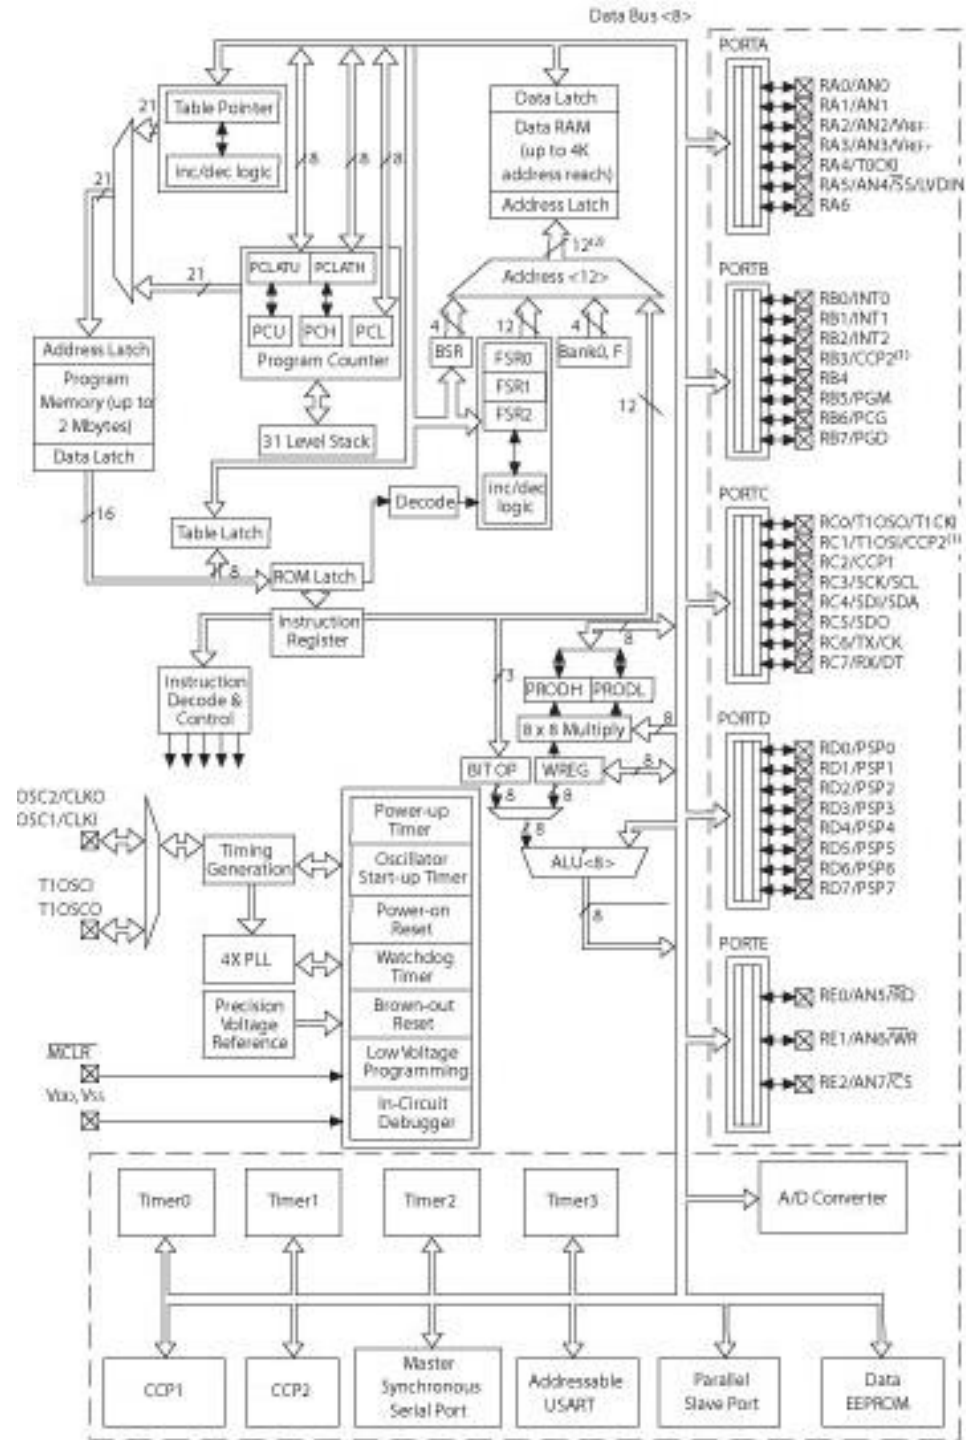 Data Bus <8>
21
Table Pointer
inc/dec logic
21
8
8
8
Data Latch
Data RAM
(up to 4K
address reach)
Address Latch
12(2)
Address <12>
4
12
4
BSR
FSR0
FSR1
FSR2
Bank0, F
inc/dec
logic
12
21
PCLATU
PCLATH
PCU
PCH
PCL
Program Counter
31 Level Stack
Address Latch
Program
Memory (up to
2 Mbytes)
Data Latch
16
Table Latch
8
ROM Latch
Decode
Instruction
Register
Instruction
Decode &
Control
8
3
PRODH
PRODL
8 x 8 Multiply
8
BIT OP
WREG
8
8
8
8
ALU<8>
8
OSC2/CLKO
OSC1/CLKI
T1OSCI
T1OSCO
Timing
Generation
4X PLL
Precision
Voltage
Reference
MCLR
VDD, VSS
Power-up
Timer
Oscillator
Start-up Timer
Power-on
Reset
Watchdog
Timer
Brown-out
Reset
Low Voltage
Programming
In-Circuit
Debugger
PORTA
RA0/AN0
RA1/AN1
RA2/AN2/VREF-
RA3/AN3/VREF+
RA4/T0CKI
RA5/AN4/SS/LVDIN
RA6
PORTB
RB0/INT0
RB1/INT1
RB2/INT2
RB3/CCP2(1)
RB4
RB5/PGM
RB6/PCG
RB7/PGD
PORTC
RC0/T1OSO/T1CKI
RC1/T1OSI/CCP2(1)
RC2/CCP1
RC3/SCK/SCL
RC4/SDI/SDA
RC5/SDO
RC6/TX/CK
RC7/RX/DT
PORTD
RD0/PSP0
RD1/PSP1
RD2/PSP2
RD3/PSP3
RD4/PSP4
RD5/PSP5
RD6/PSP6
RD7/PSP7
PORTE
RE0/AN5/RD
RE1/AN6/WR
RE2/AN7/CS
Timer0
Timer1
Timer2
Timer3
A/D Converter
CCP1
CCP2
Master
Synchronous
Serial Port
Addressable
USART
Parallel
Slave Port
Data
EEPROM